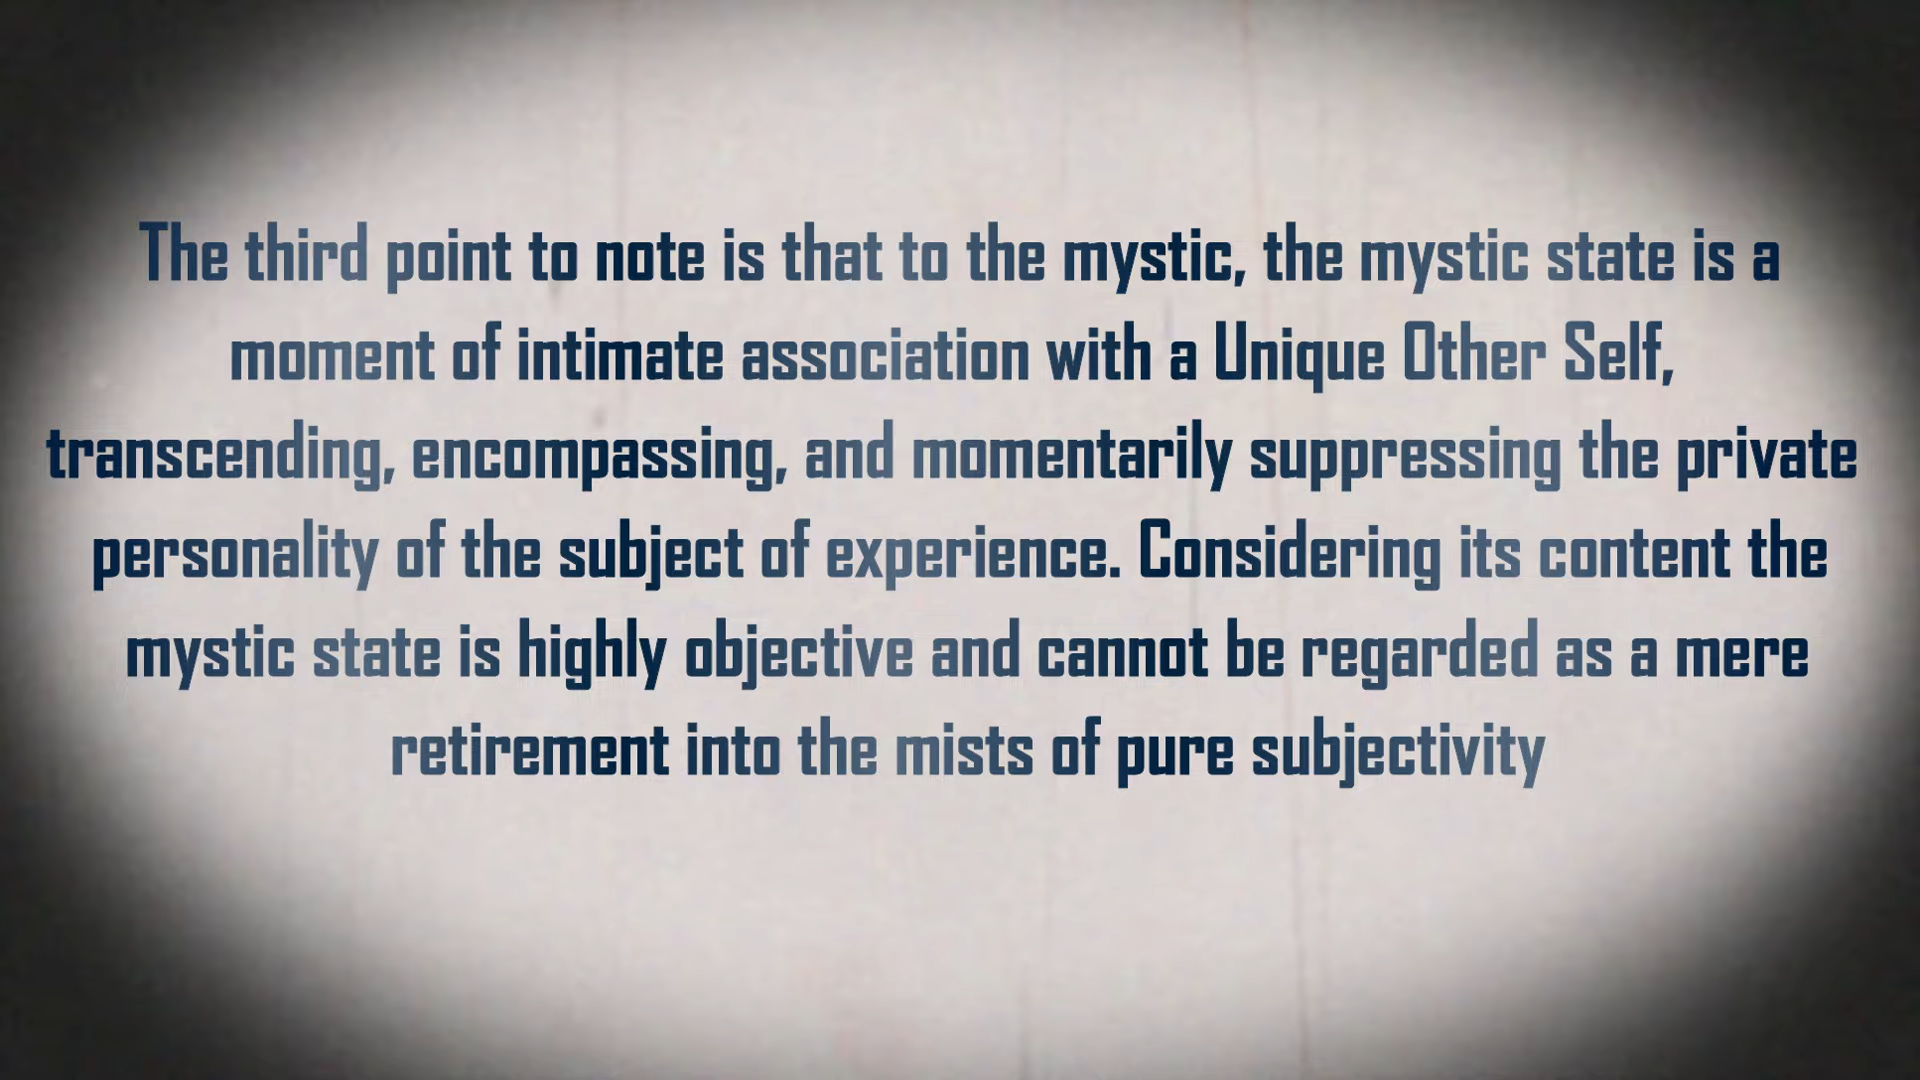 The third point to note is that to the mystic, the mystic state is a
moment of intimate association with a Unique Other Self,
transcending, encompassing, and momentarily suppressing the private
personality of the subject of experience. Considering its content the
mystic state is highly objective and cannot be regarded as a mere
retirement into the mists of pure subjectivity